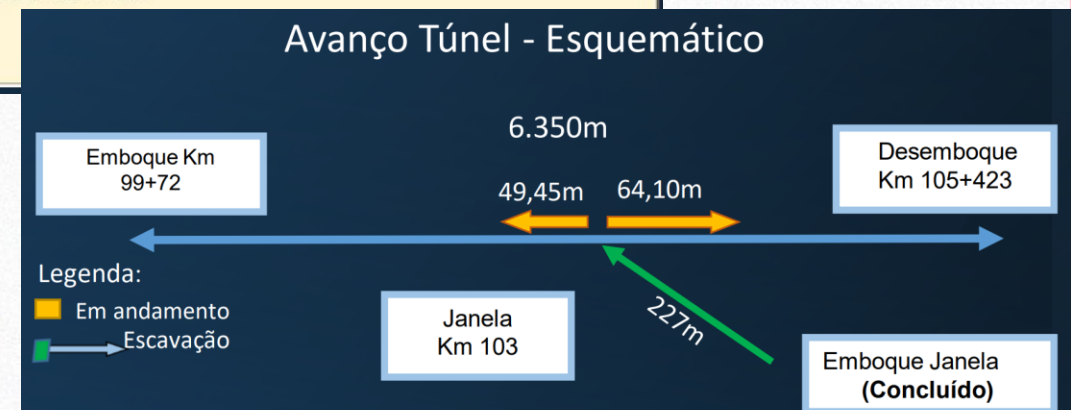 Avanço Túnel - Esquemático
6.350m
Emboque Km
99+72
Desemboque
Km 105+423
49,45m
64,10m
Legenda:
Em andamento
Escavação
Janela
Km 103
227m
Emboque Janela
(Concluído)